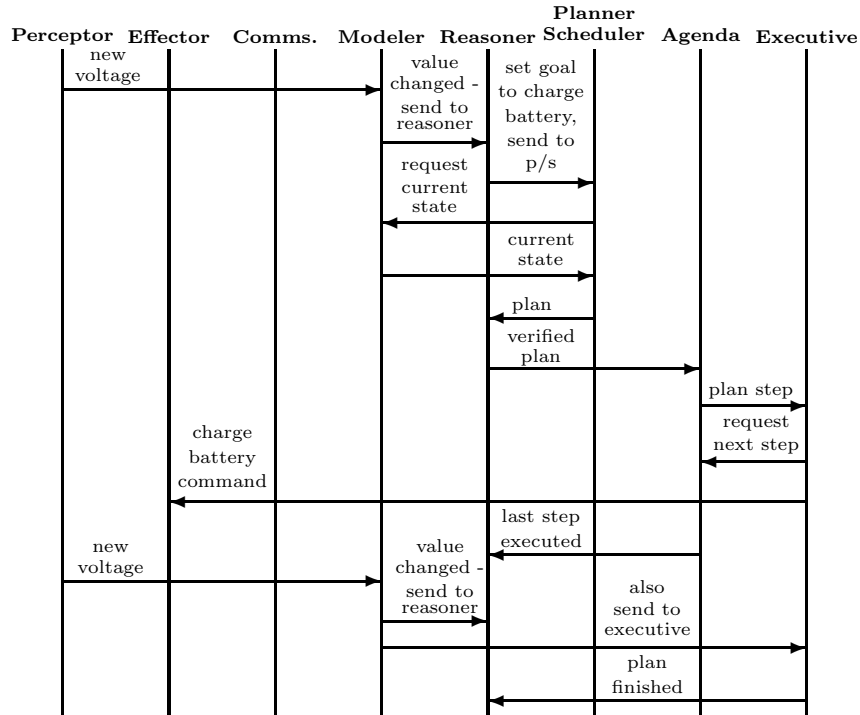 Perceptor Effector Comms. Modeler Reasoner Planner Scheduler Agenda Executive
new
voltage
value
changed -
send to
reasoner
set goal
to charge
battery,
send to
p/s
request
current
state
current
state
plan
verified
plan
plan step
request
next step
charge
battery
command
last step
executed
new
voltage
value
changed -
send to
reasoner
also
send to
executive
plan
finished